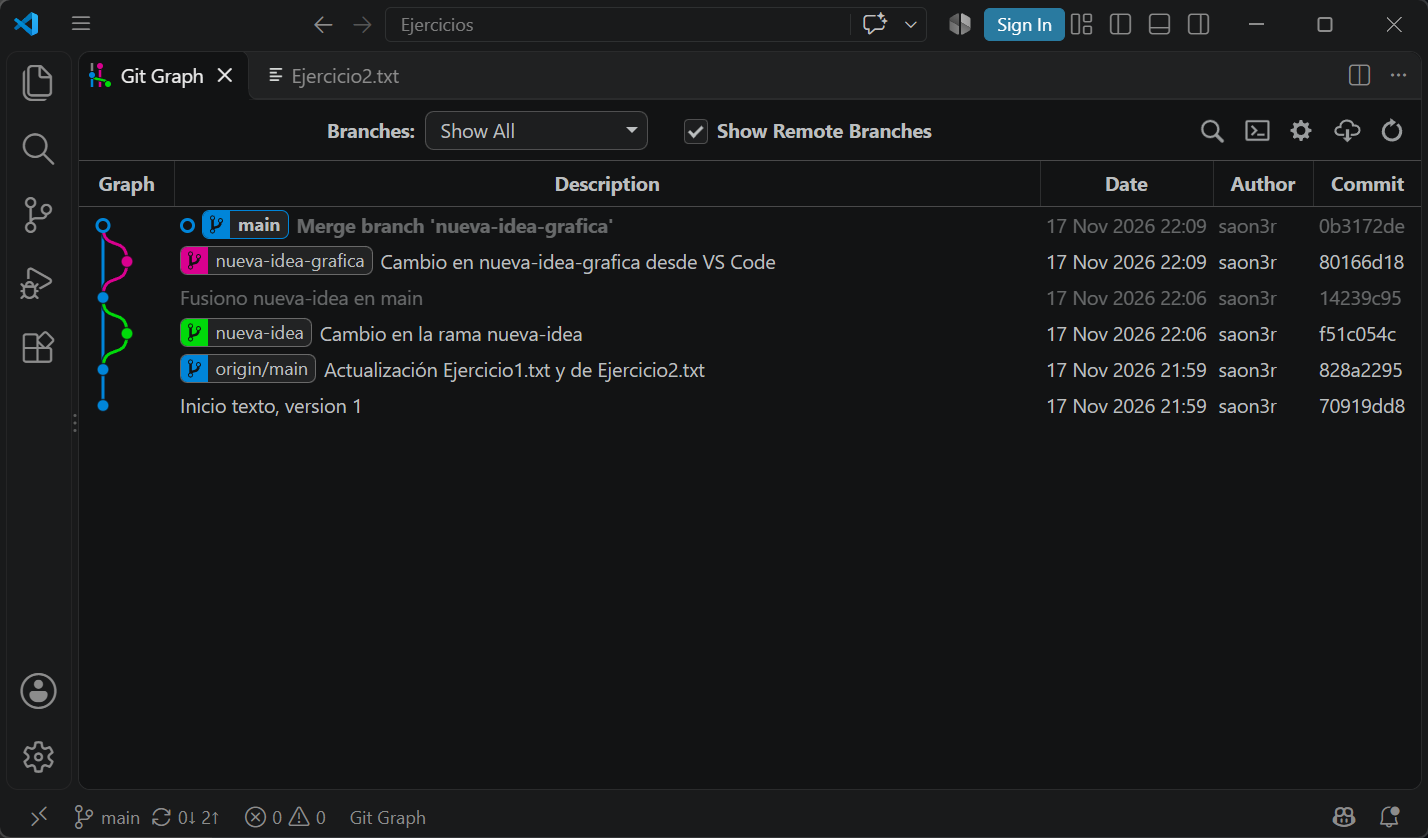 Ejercicios Sign In
Git Graph Ejercicio2.txt
Branches: Show All Show Remote Branches
Graph Description Date Author Commit
main Merge branch 'nueva-idea-grafica' 17 Nov 2026 22:09 saon3r 0b3172de
nueva-idea-grafica Cambio en nueva-idea-grafica desde VS Code 17 Nov 2026 22:09 saon3r 80166d18
Fusiono nueva-idea en main 17 Nov 2026 22:06 saon3r 14239c95
nueva-idea Cambio en la rama nueva-idea 17 Nov 2026 22:06 saon3r f51c054c
origin/main Actualización Ejercicio1.txt y de Ejercicio2.txt 17 Nov 2026 21:59 saon3r 828a2295
Inicio texto, version 1 17 Nov 2026 21:59 saon3r 70919dd8
main 0↓ 2↑ 0 0 Git Graph